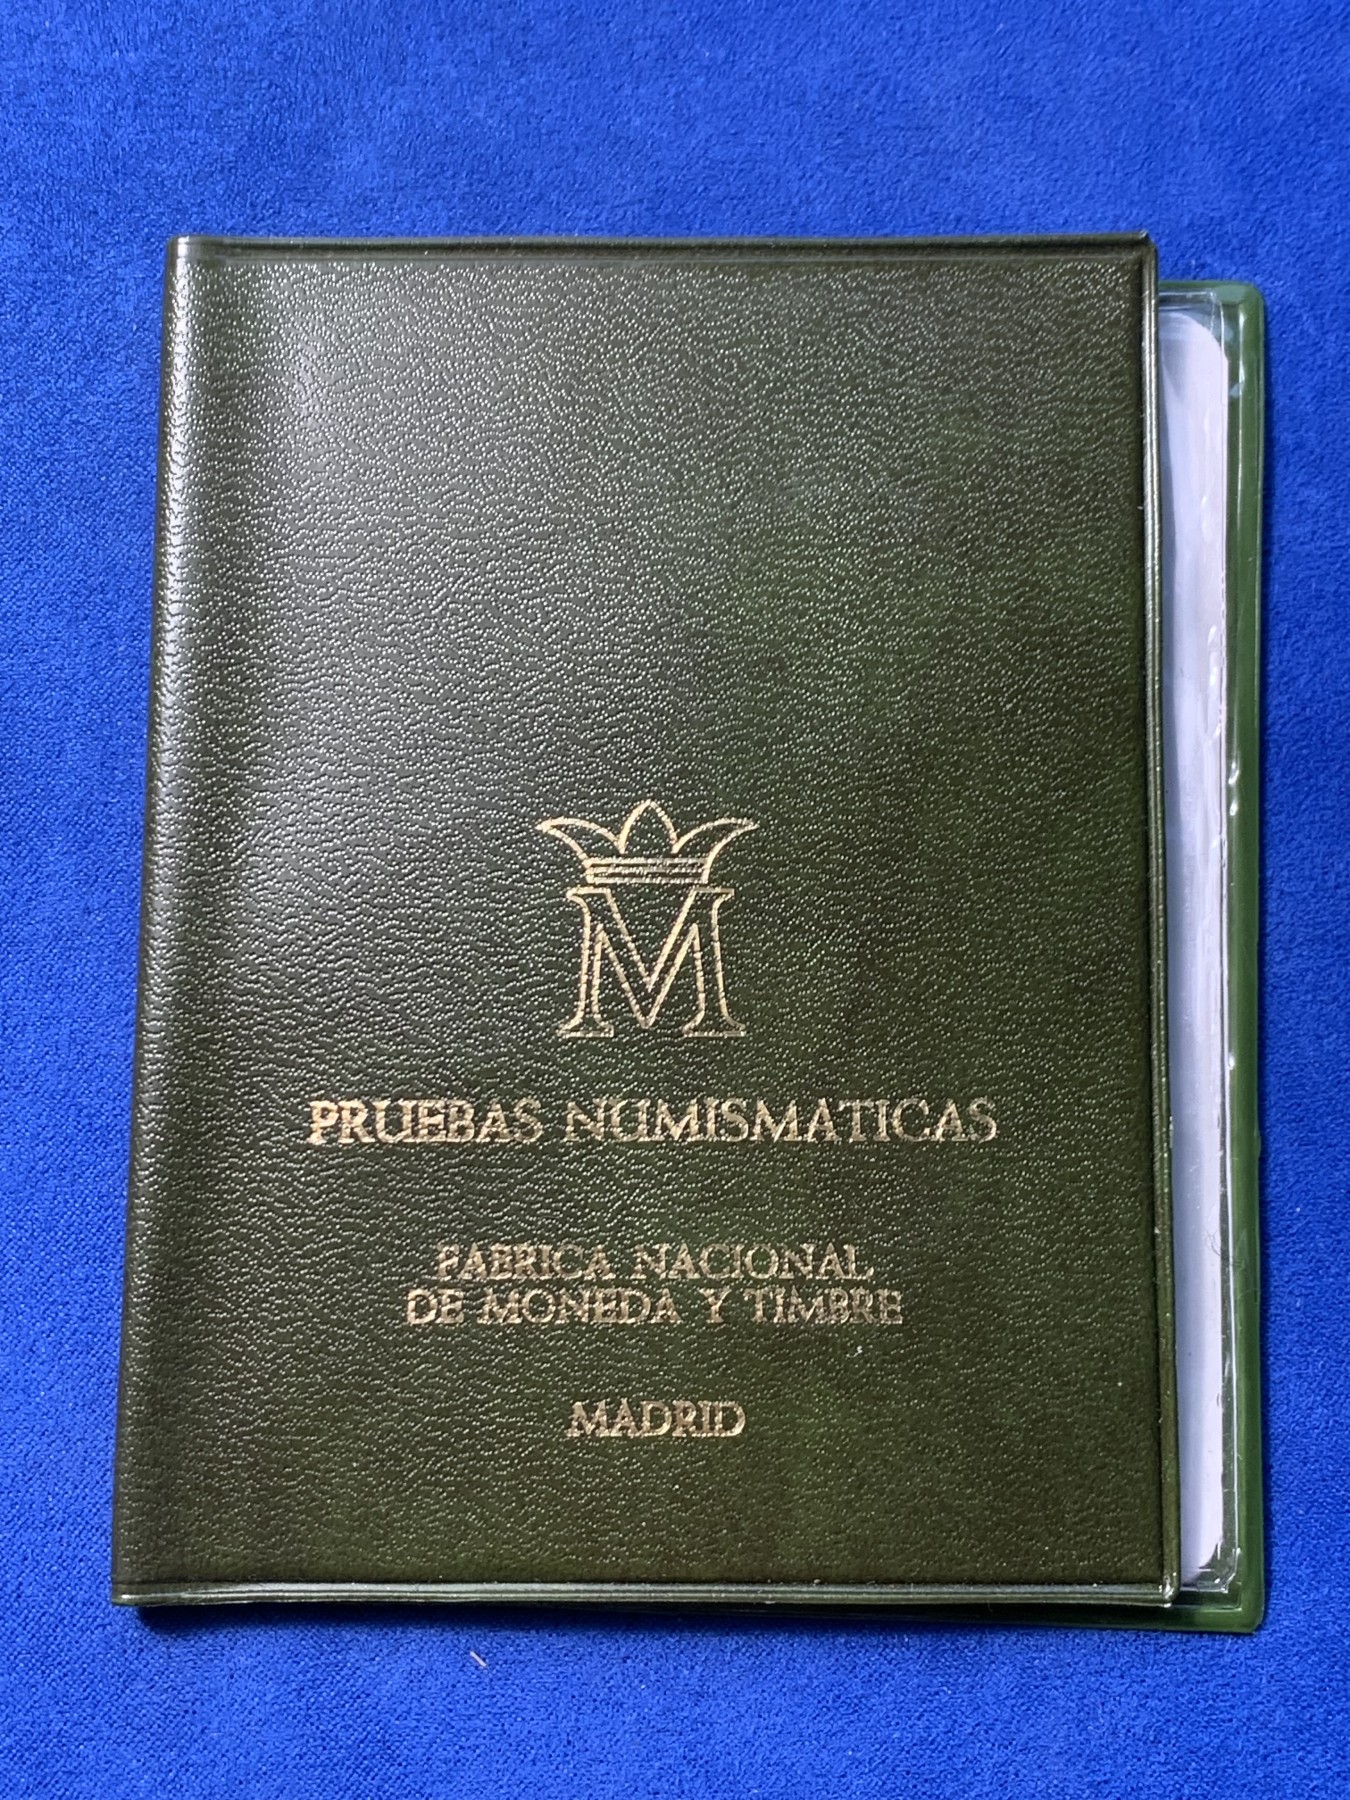 M
PRUEBAS NUMISMATICAS
FABRICA NACIONAL
DE MONEDA Y TIMBRE
MADRID